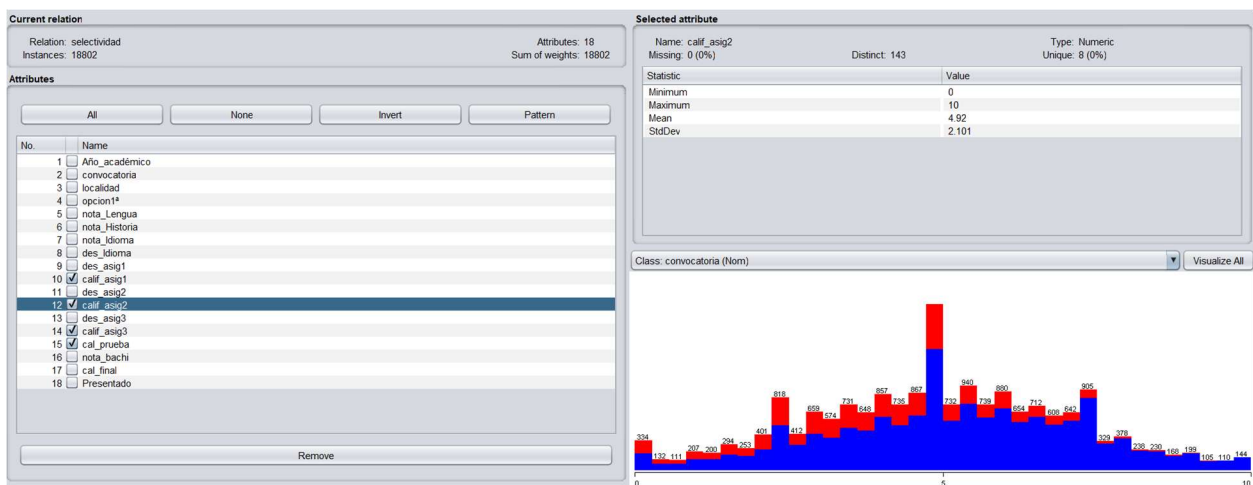 Current relation
Relation: selectividad
Attributes: 18
Instances: 18802
Sum of weights: 18802
Attributes
All
None
Invert
Pattern
No.
Name
1 Año_académico
2 convocatoria
3 localidad
4 opcion1ª
5 nota_Lengua
6 nota_Historia
7 nota_Idioma
8 des_Idioma
9 des_asig1
10 calif_asig1
11 des_asig2
12 calif_asig2
13 des_asig3
14 calif_asig3
15 cal_prueba
16 nota_bachi
17 cal_final
18 Presentado
Remove
Selected attribute
Name: calif_asig2
Type: Numeric
Missing: 0 (0%)
Distinct: 143
Unique: 8 (0%)
Statistic
Value
Minimum
0
Maximum
10
Mean
4.92
StdDev
2.101
Class: convocatoria (Nom)
Visualize All
334
132
111
207
200
294
253
401
818
412
659
574
731
648
857
735
867
732
940
739
880
654
712
608
642
905
329
378
238
230
168
199
105
110
144
0
5
10